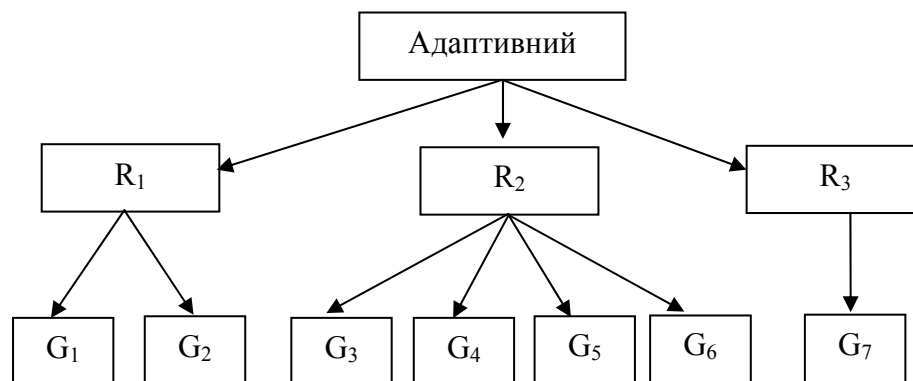 Адаптивний
R₁
R₂
R₃
G₁
G₂
G₃
G₄
G₅
G₆
G₇